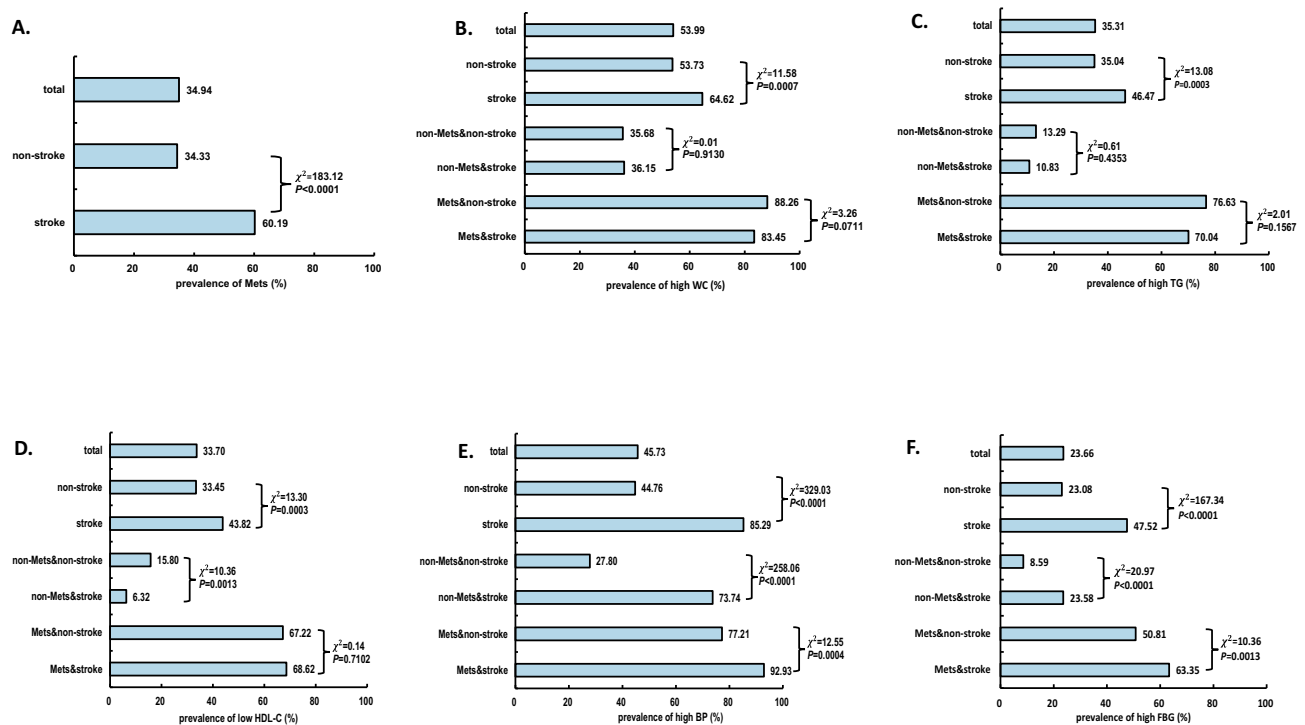 A.
total
34.94
non-stroke
34.33
χ²=183.12
P<0.0001
stroke
60.19
0 20 40 60 80 100
prevalence of Mets (%)
B.
total
53.99
non-stroke
53.73
χ²=11.58
P=0.0007
stroke
64.62
non-Mets&non-stroke
35.68
χ²=0.01
P=0.9130
non-Mets&stroke
36.15
Mets&non-stroke
88.26
χ²=3.26
P=0.0711
Mets&stroke
83.45
0 20 40 60 80 100
prevalence of high WC (%)
C.
total
35.31
non-stroke
35.04
χ²=13.08
P=0.0003
stroke
46.47
non-Mets&non-stroke
13.29
χ²=0.61
P=0.4353
non-Mets&stroke
10.83
Mets&non-stroke
76.63
χ²=2.01
P=0.1567
Mets&stroke
70.04
0 20 40 60 80 100
prevalence of high TG (%)
D.
total
33.70
non-stroke
33.45
χ²=13.30
P=0.0003
stroke
43.82
non-Mets&non-stroke
15.80
χ²=10.36
P=0.0013
non-Mets&stroke
6.32
Mets&non-stroke
67.22
χ²=0.14
P=0.7102
Mets&stroke
68.62
0 20 40 60 80 100
prevalence of low HDL-C (%)
E.
total
45.73
non-stroke
44.76
χ²=329.03
P<0.0001
stroke
85.29
non-Mets&non-stroke
27.80
χ²=258.06
P<0.0001
non-Mets&stroke
73.74
Mets&non-stroke
77.21
χ²=12.55
P=0.0004
Mets&stroke
92.93
0 20 40 60 80 100
prevalence of high BP (%)
F.
total
23.66
non-stroke
23.08
χ²=167.34
P<0.0001
stroke
47.52
non-Mets&non-stroke
8.59
χ²=20.97
P<0.0001
non-Mets&stroke
23.58
Mets&non-stroke
50.81
χ²=10.36
P=0.0013
Mets&stroke
63.35
0 20 40 60 80 100
prevalence of high FBG (%)